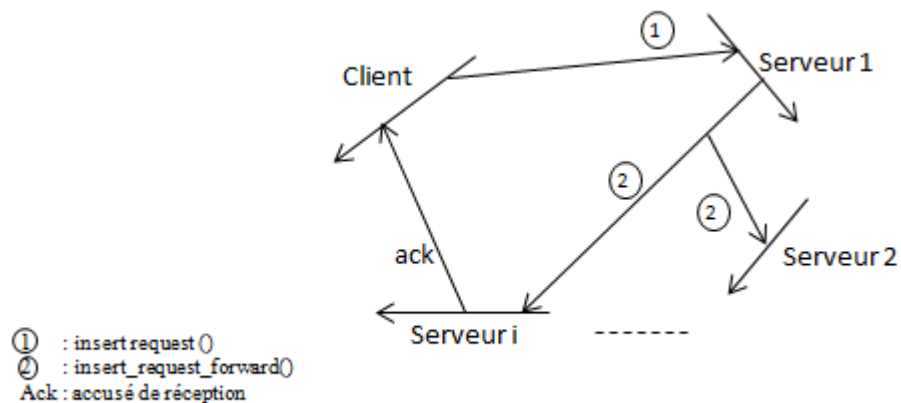 1
Serveur 1
Client
2
2
ack
Serveur 2
Serveur i -------
1 : insert request ()
2 : insert_request_forward()
Ack : accusé de réception